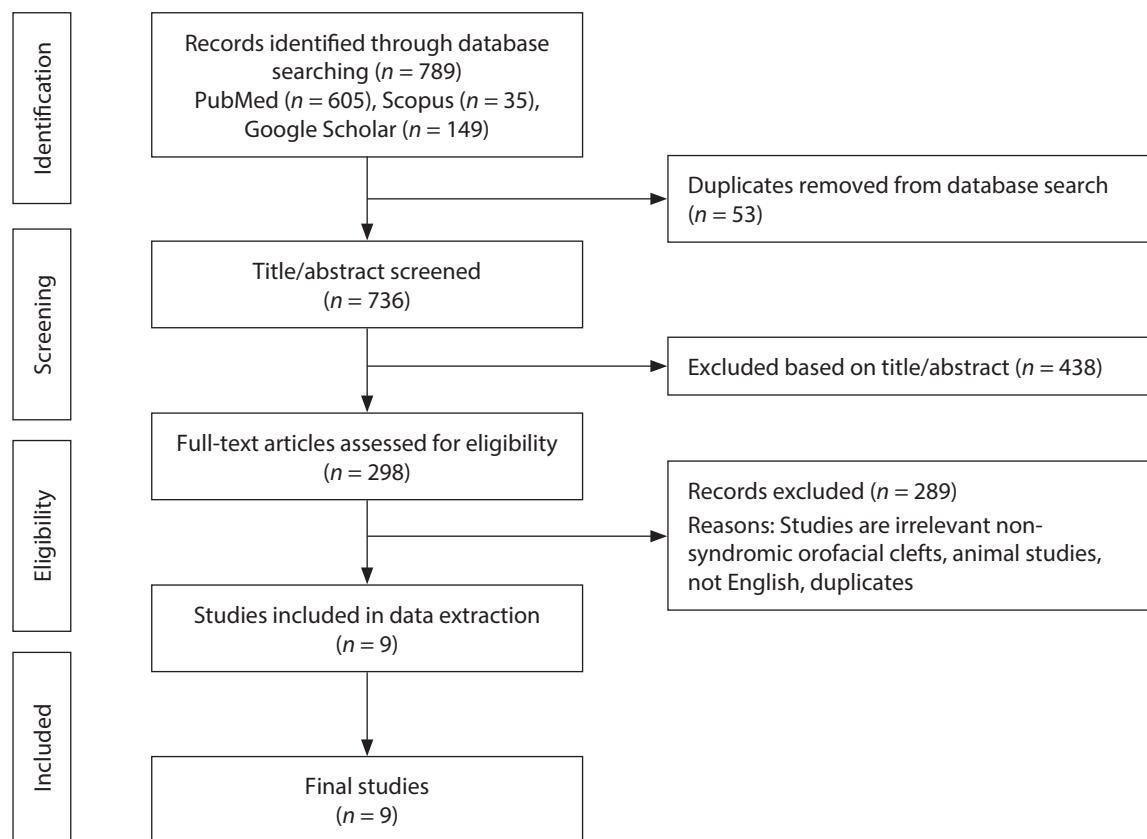 Identification
Records identified through database
searching (n = 789)
PubMed (n = 605), Scopus (n = 35),
Google Scholar (n = 149)
Duplicates removed from database search
(n = 53)
Screening
Title/abstract screened
(n = 736)
Excluded based on title/abstract (n = 438)
Eligibility
Full-text articles assessed for eligibility
(n = 298)
Records excluded (n = 289)
Reasons: Studies are irrelevant non-
syndromic orofacial clefts, animal studies,
not English, duplicates
Studies included in data extraction
(n = 9)
Included
Final studies
(n = 9)